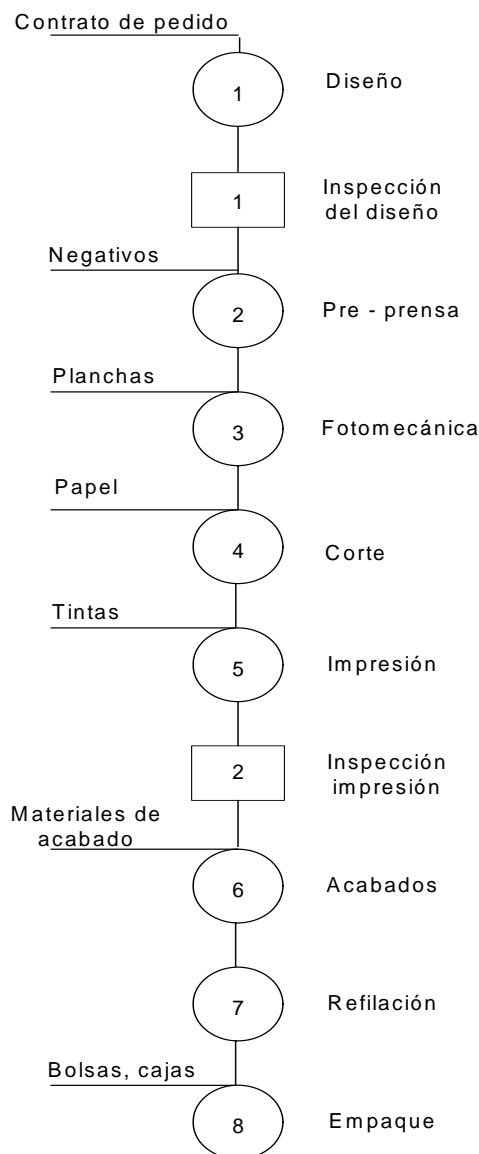 Contrato de pedido
1
Diseño
1
Inspección
del diseño
Negativos
2
Pre - prensa
Planchas
3
Fotomecánica
Papel
4
Corte
Tintas
5
Impresión
2
Inspección
impresión
Materiales de
acabado
6
Acabados
7
Refilación
Bolsas, cajas
8
Empaque